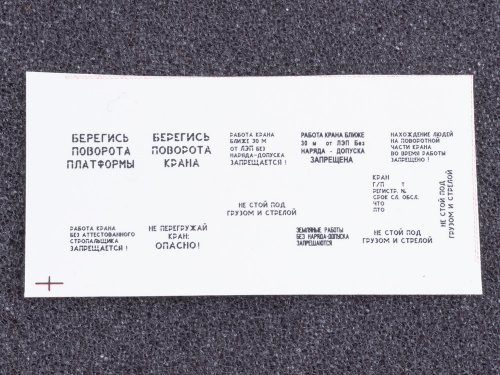 БЕРЕГИСЬ
ПОВОРОТА
ПЛАТФОРМЫ
БЕРЕГИСЬ
ПОВОРОТА
КРАНА
РАБОТА КРАНА
БЛИЖЕ 30 М
ОТ ЛЭП БЕЗ
НАРЯДА-ДОПУСКА
ЗАПРЕЩАЕТСЯ !
РАБОТА КРАНА БЛИЖЕ
30 м от ЛЭП Без
НАРЯДА - ДОПУСКА
ЗАПРЕЩЕНА
НАХОЖДЕНИЕ ЛЮДЕЙ
НА ПОВОРОТНОЙ
ЧАСТИ КРАНА
ВО ВРЕМЯ РАБОТЫ
ЗАПРЕЩЕНО !
КРАН
Г/П Т
РЕГИСТР. №
СРОК СЛ. ОБСЛ.
ЧТО
ПТО
НЕ СТОЙ ПОД
ГРУЗОМ И СТРЕЛОЙ
НЕ СТОЙ ПОД
ГРУЗОМ И СТРЕЛОЙ
РАБОТА КРАНА
БЕЗ АТТЕСТОВАННОГО
СТРОПАЛЬЩИКА
ЗАПРЕЩАЕТСЯ !
НЕ ПЕРЕГРУЖАЙ
КРАН:
ОПАСНО!
ЗЕМЛЯНЫЕ РАБОТЫ
БЕЗ НАРЯДА-ДОПУСКА
ЗАПРЕЩАЮТСЯ
НЕ СТОЙ ПОД
ГРУЗОМ И СТРЕЛОЙ